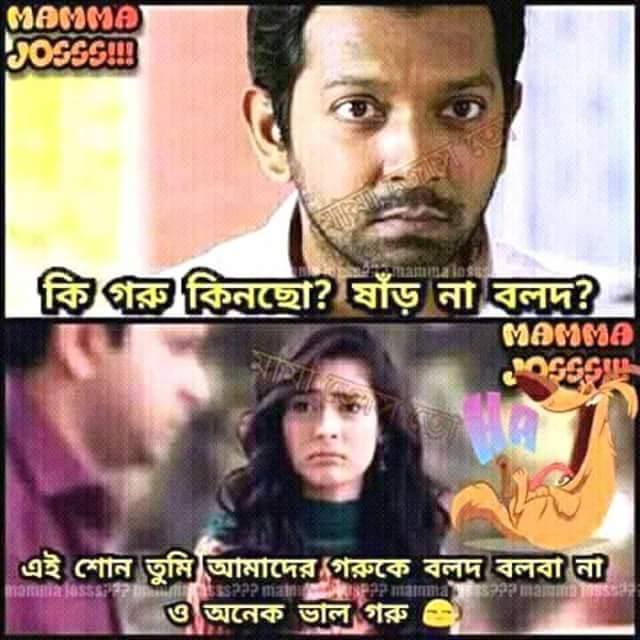 MAMMA
JOSSS!!!
কি গরু কিনছো? ষাঁড় না বলদ?
MAMMA
JOSSS!!!
HA
এই শোন তুমি আমাদের গরুকে বলদ বলবা না
ও অনেক ভাল গরু